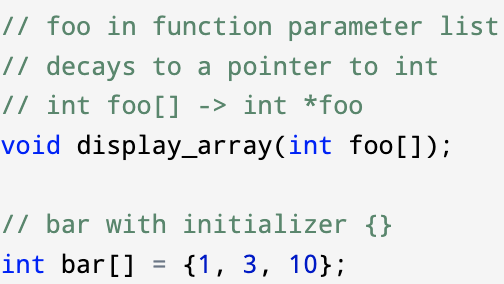 // foo in function parameter list
// decays to a pointer to int
// int foo[] -> int *foo
void display_array(int foo[]);
// bar with initializer {}
int bar[] = {1, 3, 10};